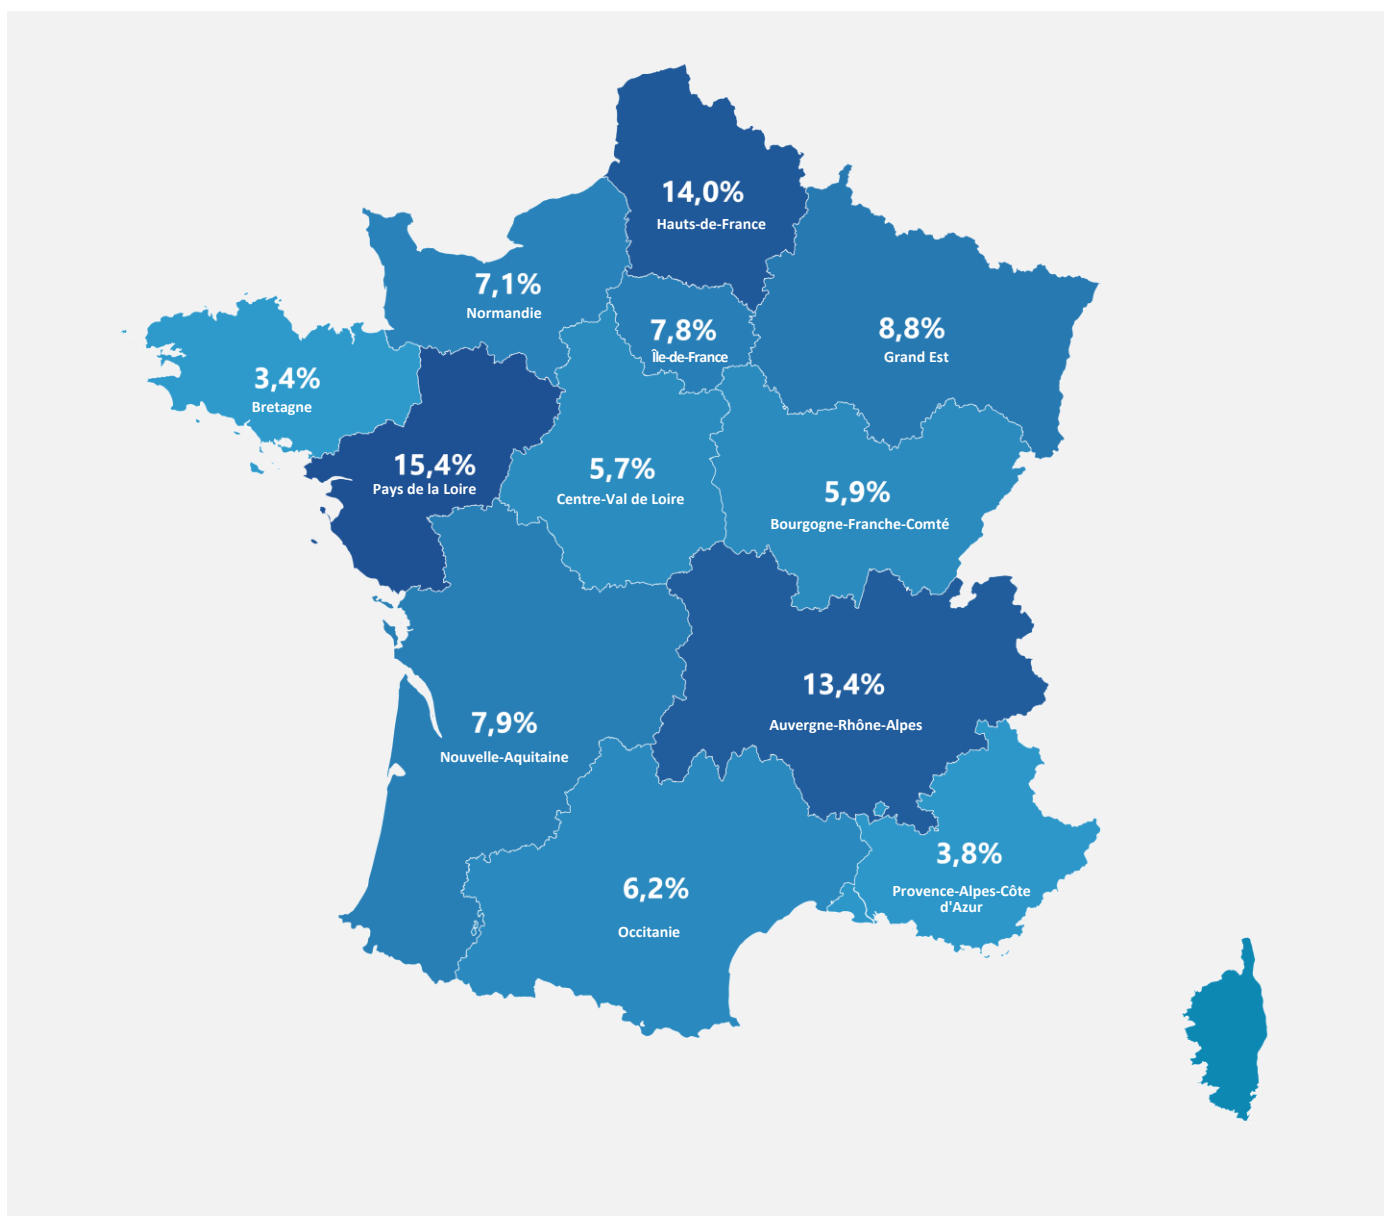 14,0%
Hauts-de-France
7,1%
Normandie
7,8%
Île-de-France
8,8%
Grand Est
3,4%
Bretagne
15,4%
Pays de la Loire
5,7%
Centre-Val de Loire
5,9%
Bourgogne-Franche-Comté
13,4%
Auvergne-Rhône-Alpes
7,9%
Nouvelle-Aquitaine
3,8%
Provence-Alpes-Côte
d'Azur
6,2%
Occitanie